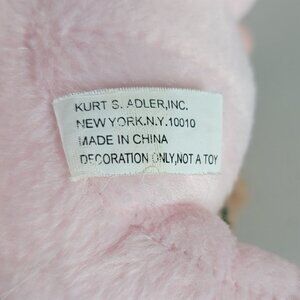 KURT S. ADLER,INC.
NEW YORK.N.Y.10010
MADE IN CHINA
DECORATION ONLY,NOT A TOY